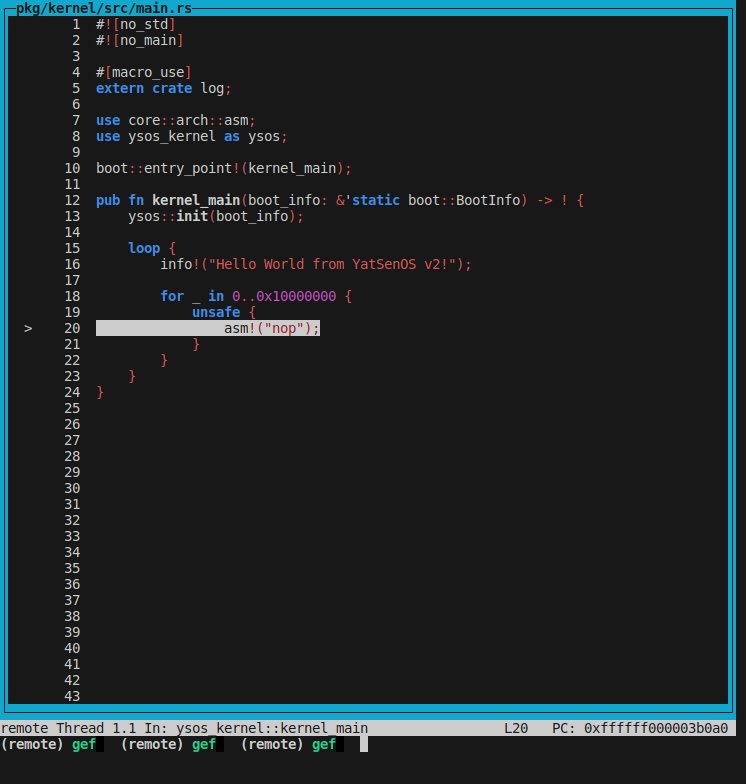 pkg/kernel/src/main.rs
1 #![no_std]
2 #![no_main]
3
4 #[macro_use]
5 extern crate log;
6
7 use core::arch::asm;
8 use ysos_kernel as ysos;
9
10 boot::entry_point!(kernel_main);
11
12 pub fn kernel_main(boot_info: &'static boot::BootInfo) -> ! {
13     ysos::init(boot_info);
14
15     loop {
16         info!("Hello World from YatSenOS v2!");
17
18         for _ in 0..0x10000000 {
19             unsafe {
> 20                 asm!("nop");
21             }
22         }
23     }
24 }
25
26
27
28
29
30
31
32
33
34
35
36
37
38
39
40
41
42
43
remote Thread 1.1 In: ysos_kernel::kernel_main L20 PC: 0xffffff000003b0a0
(remote) gef (remote) gef (remote) gef